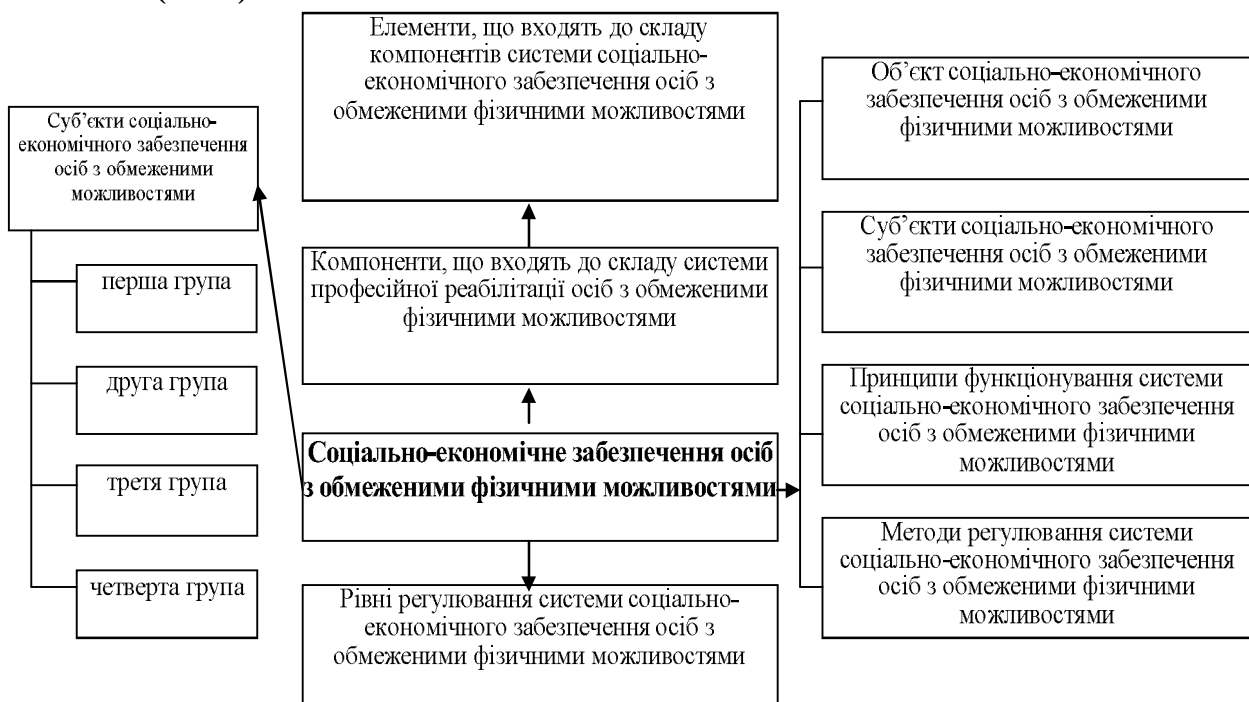 Елементи, що входять до складу
компонентів системи соціально-
економічного забезпечення осіб з
обмеженими фізичними можливостями
Суб’єкти соціально-
економічного забезпечення
осіб з обмеженими
можливостями
перша група
друга група
третя група
четверта група
Компоненти, що входять до складу системи
професійної реабілітації осіб з обмеженими
фізичними можливостями
Соціально-економічне забезпечення осіб
з обмеженими фізичними можливостями
Рівні регулювання системи соціально-
економічного забезпечення осіб з
обмеженими фізичними можливостями
Об’єкт соціально-економічного
забезпечення осіб з обмеженими
фізичними можливостями
Суб’єкти соціально-економічного
забезпечення осіб з обмеженими
фізичними можливостями
Принципи функціонування системи
соціально-економічного забезпечення
осіб з обмеженими фізичними
можливостями
Методи регулювання системи
соціально-економічного забезпечення
осіб з обмеженими фізичними
можливостями